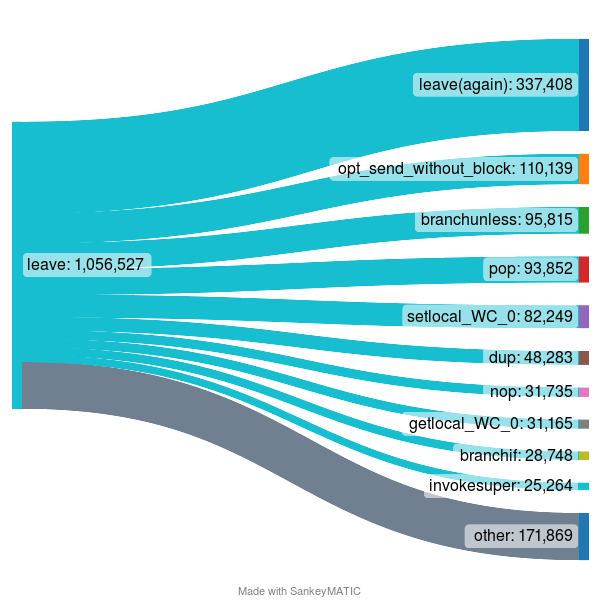 leave(again): 337,408
opt_send_without_block: 110,139
branchunless: 95,815
leave: 1,056,527
pop: 93,852
setlocal_WC_0: 82,249
dup: 48,283
nop: 31,735
getlocal_WC_0: 31,165
branchif: 28,748
invokesuper: 25,264
other: 171,869
Made with SankeyMATIC